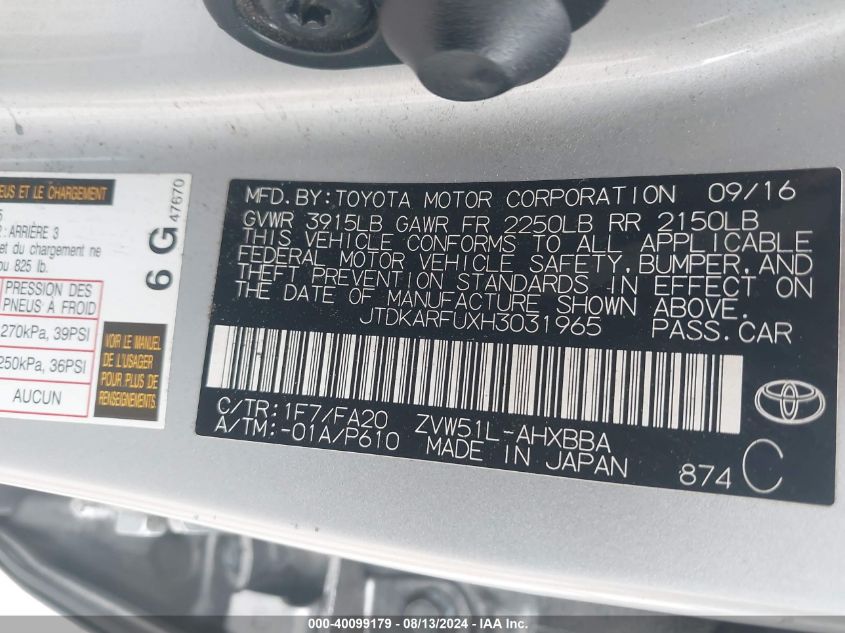 NEUS ET LE CHARGEMENT
: ARRIÈRE 3
et du chargement ne
ou 825 lb.
PRESSION DES
PNEUS À FROID
270kPa, 39PSI
250kPa, 36PSI
AUCUN
VOIR LE MANUEL
DE L'USAGER
POUR PLUS DE
RENSEIGNEMENTS
6 G
47670
MFD.BY:TOYOTA MOTOR CORPORATION 09/16
GVWR 3915LB GAWR FR 2250LB RR 2150LB
THIS VEHICLE CONFORMS TO ALL APPLICABLE
FEDERAL MOTOR VEHICLE SAFETY,BUMPER,AND
THEFT PREVENTION STANDARDS IN EFFECT ON
THE DATE OF MANUFACTURE SHOWN ABOVE.
JTDKARFUXH3031965 PASS.CAR
C/TR:1F7/FA20 ZVW51L-AHXBBA
A/TM:-01A/P610 MADE IN JAPAN
874 C
000-40099179 - 08/13/2024 - IAA Inc.